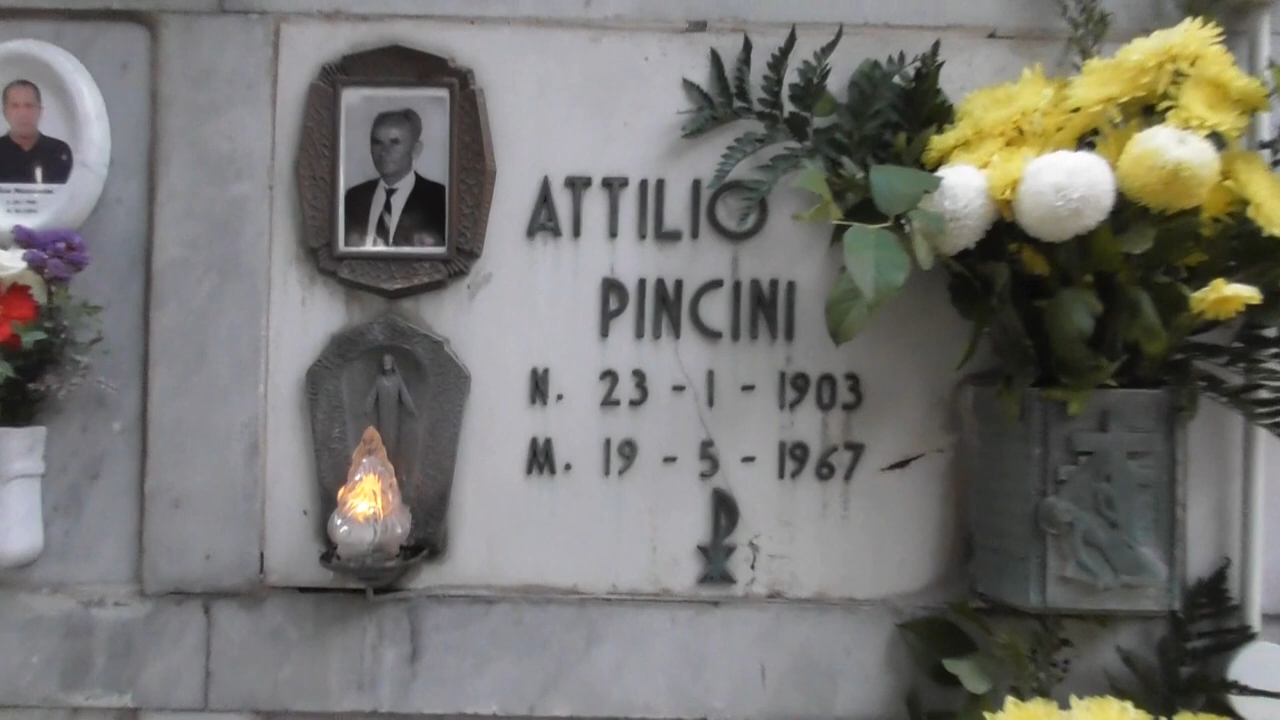 ATTILIO
PINCINI
N. 23 - 1 - 1903
M. 19 - 5 - 1967